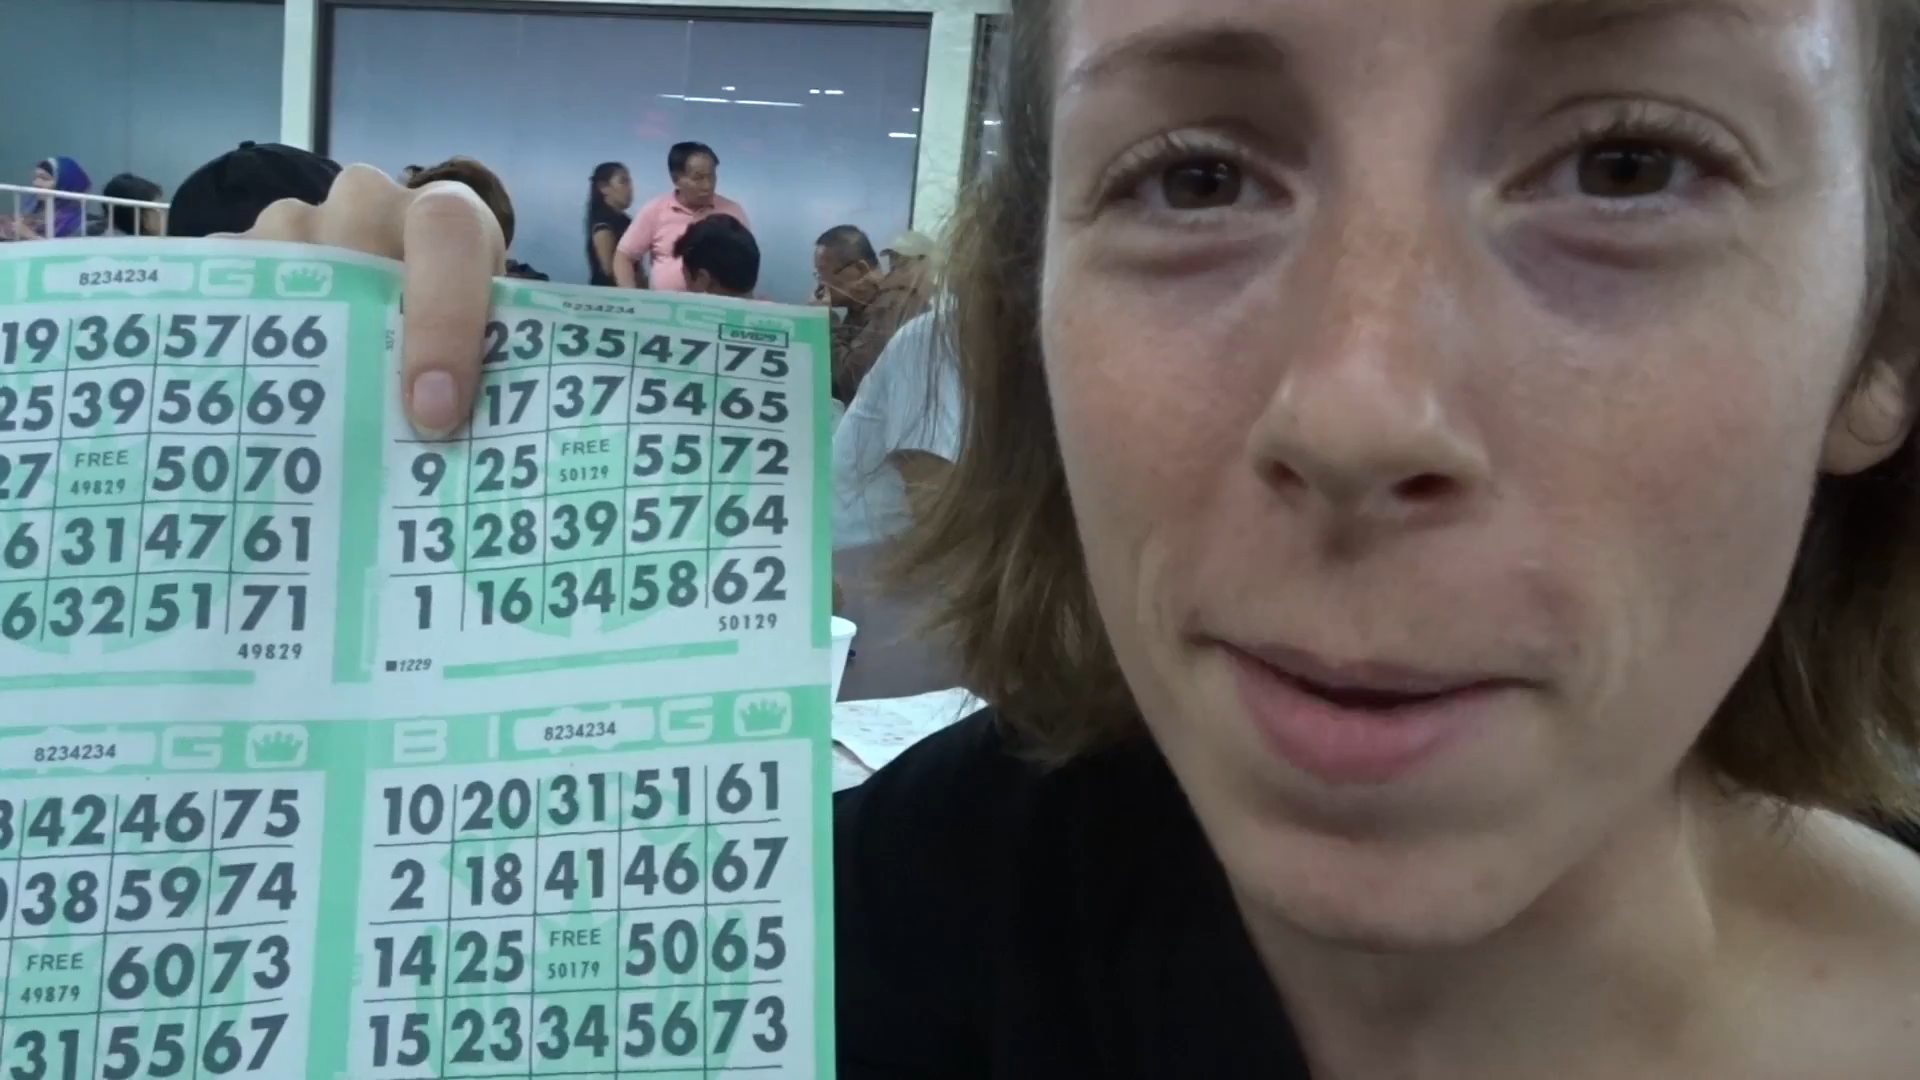 8234234 G
19 36 57 66
25 39 56 69
27 FREE 49829 50 70
6 31 47 61
6 32 51 71
49829
8234234 G
23 35 47 75
17 37 54 65
9 25 FREE 50129 55 72
13 28 39 57 64
1 16 34 58 62
50129
1229
8234234 G
42 46 75
38 59 74
FREE 49879 60 73
31 55 67
B I 8234234 G
10 20 31 51 61
2 18 41 46 67
14 25 FREE 50179 50 65
15 23 34 56 73